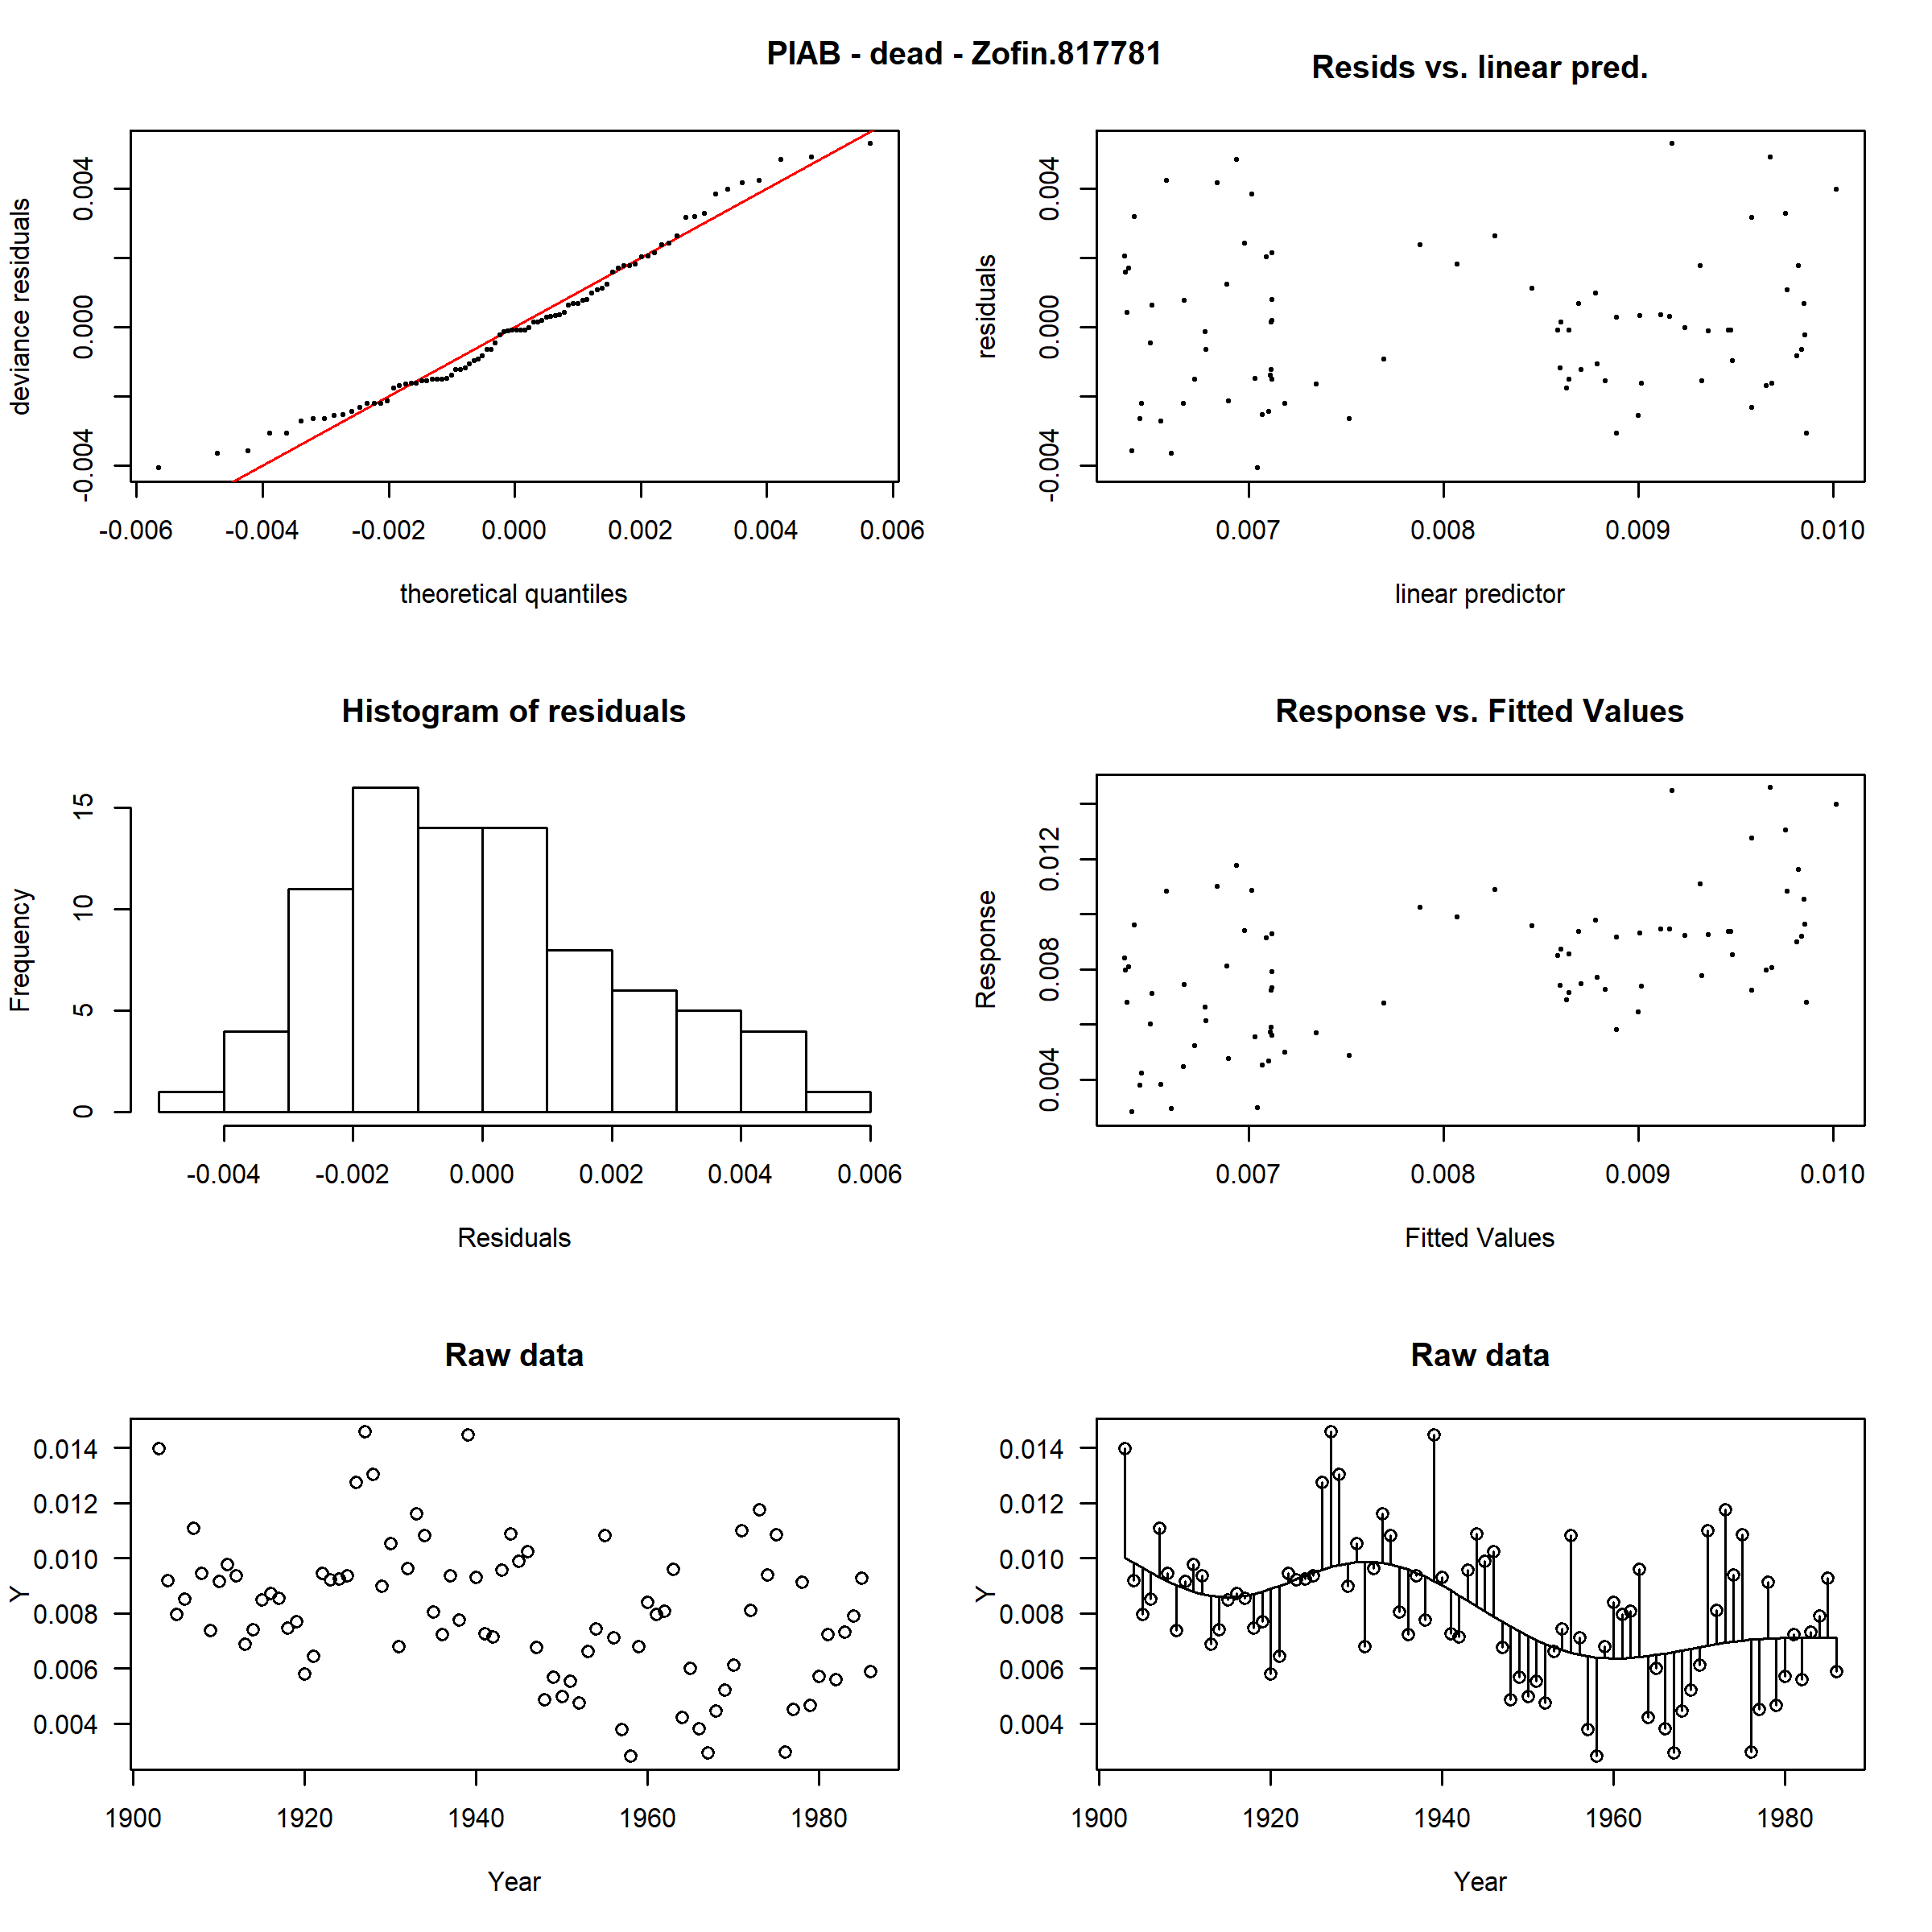 PIAB - dead - Zofin.817781
Resids vs. linear pred.
deviance residuals
-0.004 0.000 0.004
-0.006 -0.004 -0.002 0.000 0.002 0.004 0.006
theoretical quantiles
residuals
-0.004 0.000 0.004
0.007 0.008 0.009 0.010
linear predictor
Histogram of residuals
Frequency
0 5 10 15
-0.004 -0.002 0.000 0.002 0.004 0.006
Residuals
Response vs. Fitted Values
Response
0.004 0.008 0.012
0.007 0.008 0.009 0.010
Fitted Values
Raw data
Y
0.014
0.012
0.010
0.008
0.006
0.004
1900 1920 1940 1960 1980
Year
Raw data
Y
0.014
0.012
0.010
0.008
0.006
0.004
1900 1920 1940 1960 1980
Year